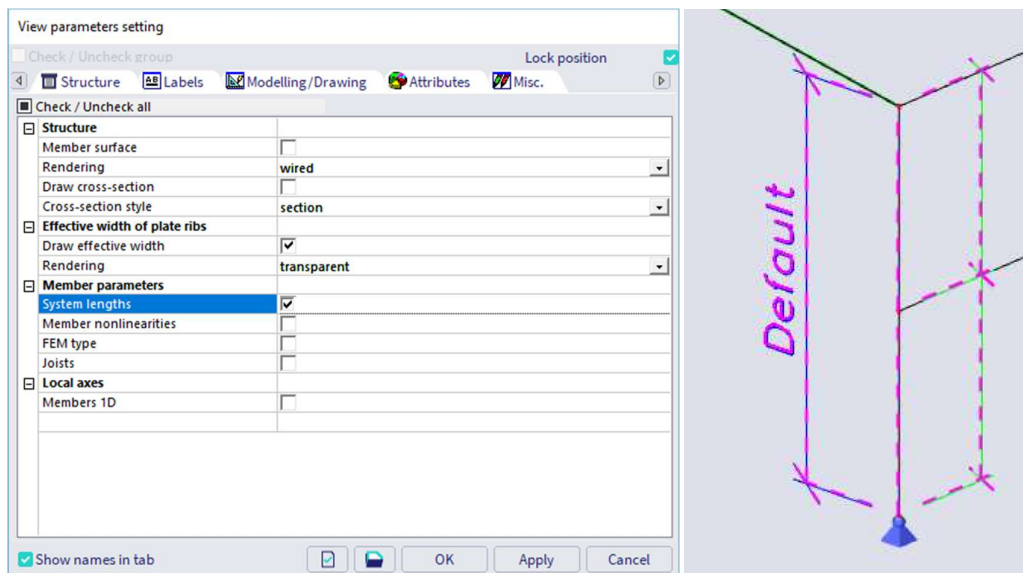 View parameters setting
Check / Uncheck group
Lock position
Structure
Labels
Modelling/Drawing
Attributes
Misc.
Check / Uncheck all
Structure
Member surface
Rendering wired
Draw cross-section
Cross-section style section
Effective width of plate ribs
Draw effective width
Rendering transparent
Member parameters
System lengths
Member nonlinearities
FEM type
Joists
Local axes
Members 1D
Show names in tab
OK
Apply
Cancel
Default